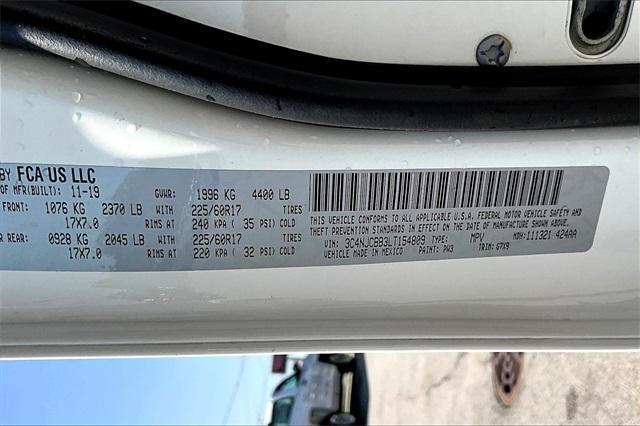 BY FCA US LLC
OF MFR(BUILT): 11-19 GVWR: 1996 KG 4400 LB
FRONT: 1076 KG 2370 LB WITH 225/60R17 TIRES
17X7.0 RIMS AT 240 KPA ( 35 PSI) COLD
REAR: 0928 KG 2045 LB WITH 225/60R17 TIRES
17X7.0 RIMS AT 220 KPA ( 32 PSI) COLD
THIS VEHICLE CONFORMS TO ALL APPLICABLE U.S.A. FEDERAL MOTOR VEHICLE SAFETY AND
THEFT PREVENTION STANDARDS IN EFFECT ON THE DATE OF MANUFACTURE SHOWN ABOVE.
3C4NJCBB3LT154809 TYPE: MPV MDH: 111321 424AA
VEHICLE MADE IN MEXICO PAINT: PW3 TRIM: G7X9